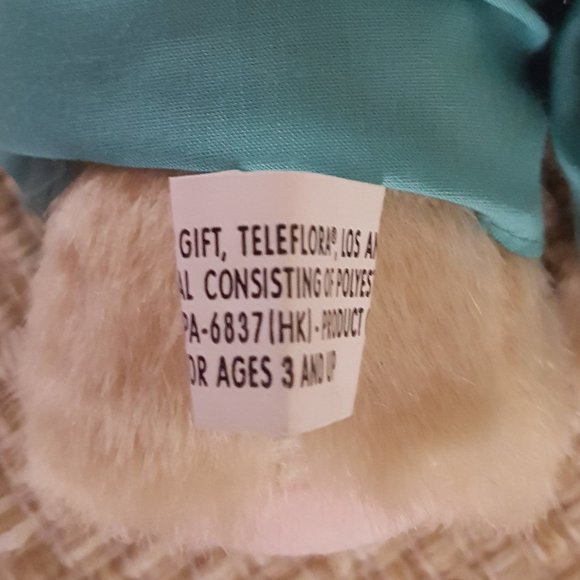 GIFT, TELEFLORA®, LOS A
AL CONSISTING OF POLYEST
PA-6837(HK)-PRODUCT
OR AGES 3 AND UP